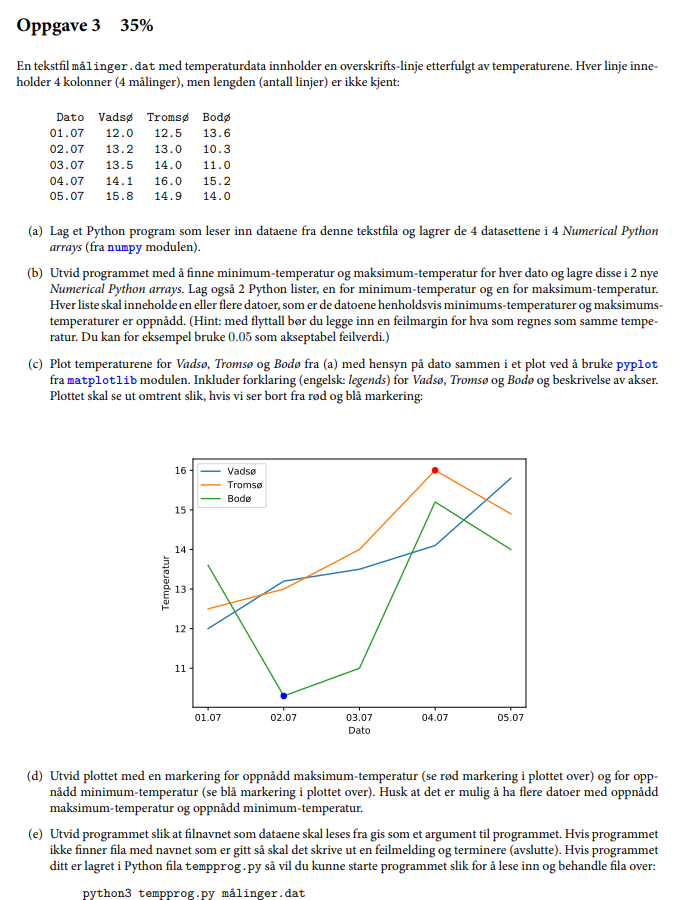 Oppgave 3 35%
En tekstfil målinger.dat med temperaturdata innholder en overskrifts-linje etterfulgt av temperaturene. Hver linje inne-
holder 4 kolonner (4 målinger), men lengden (antall linjer) er ikke kjent:
Dato Vadsø Tromsø Bodø
01.07 12.0 12.5 13.6
02.07 13.2 13.0 10.3
03.07 13.5 14.0 11.0
04.07 14.1 16.0 15.2
05.07 15.8 14.9 14.0
(a) Lag et Python program som leser inn dataene fra denne tekstfila og lagrer de 4 datasettene i 4 Numerical Python
arrays (fra numpy modulen).
(b) Utvid programmet med å finne minimum-temperatur og maksimum-temperatur for hver dato og lagre disse i 2 nye
Numerical Python arrays. Lag også 2 Python lister, en for minimum-temperatur og en for maksimum-temperatur.
Hver liste skal inneholde en eller flere datoer, som er de datoene henholdsvis minimums-temperaturer og maksimums-
temperaturer er oppnådd. (Hint: med flyttall bør du legge inn en feilmargin for hva som regnes som samme tempe-
ratur. Du kan for eksempel bruke 0.05 som akseptabel feilverdi.)
(c) Plot temperaturene for Vadsø, Tromsø og Bodø fra (a) med hensyn på dato sammen i et plot ved å bruke pyplot
fra matplotlib modulen. Inkluder forklaring (engelsk: legends) for Vadsø, Tromsø og Bodø og beskrivelse av akser.
Plottet skal se ut omtrent slik, hvis vi ser bort fra rød og blå markering:
Vadsø
Tromsø
Bodø
16
15
14
13
12
11
Temperatur
01.07 02.07 03.07 04.07 05.07
Dato
(d) Utvid plottet med en markering for oppnådd maksimum-temperatur (se rød markering i plottet over) og for opp-
nådd minimum-temperatur (se blå markering i plottet over). Husk at det er mulig å ha flere datoer med oppnådd
maksimum-temperatur og oppnådd minimum-temperatur.
(e) Utvid programmet slik at filnavnet som dataene skal leses fra gis som et argument til programmet. Hvis programmet
ikke finner fila med navnet som er gitt så skal det skrive ut en feilmelding og terminere (avslutte). Hvis programmet
ditt er lagret i Python fila tempprog.py så vil du kunne starte programmet slik for å lese inn og behandle fila over:
python3 tempprog.py målinger.dat